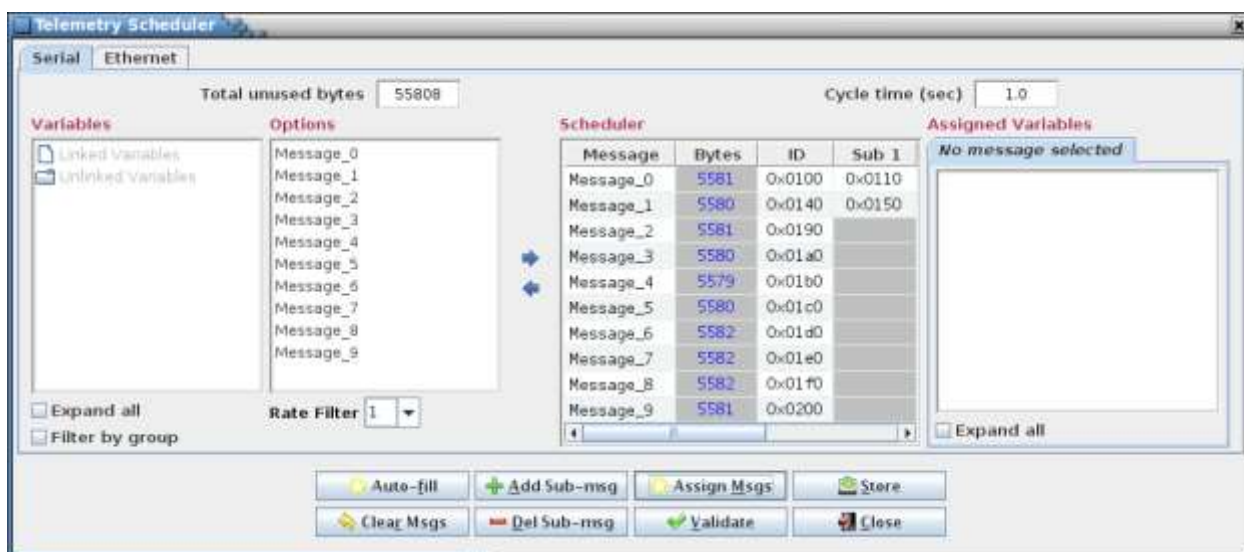 Telemetry Scheduler
Serial Ethernet
Total unused bytes 55808 Cycle time (sec) 1.0
Variables Options Scheduler Assigned Variables
Linked Variables
Unlinked Variables
Message_0
Message_1
Message_2
Message_3
Message_4
Message_5
Message_6
Message_7
Message_8
Message_9
Message Bytes ID Sub 1
Message_0 5581 0x0100 0x0110
Message_1 5580 0x0140 0x0150
Message_2 5581 0x0190
Message_3 5580 0x01a0
Message_4 5579 0x01b0
Message_5 5580 0x01c0
Message_6 5582 0x01d0
Message_7 5582 0x01e0
Message_8 5582 0x01f0
Message_9 5581 0x0200
No message selected
Expand all
Filter by group
Rate Filter 1
Expand all
Auto-fill Add Sub-msg Assign Msgs Store
Clear Msgs Del Sub-msg Validate Close